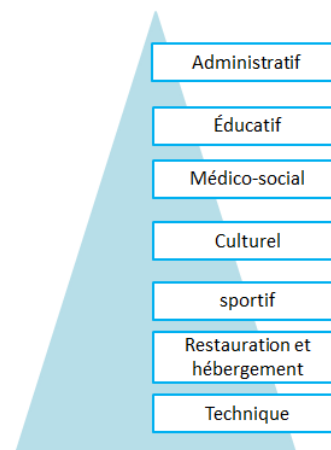 Administratif
Éducatif
Médico-social
Culturel
sportif
Restauration et
hébergement
Technique